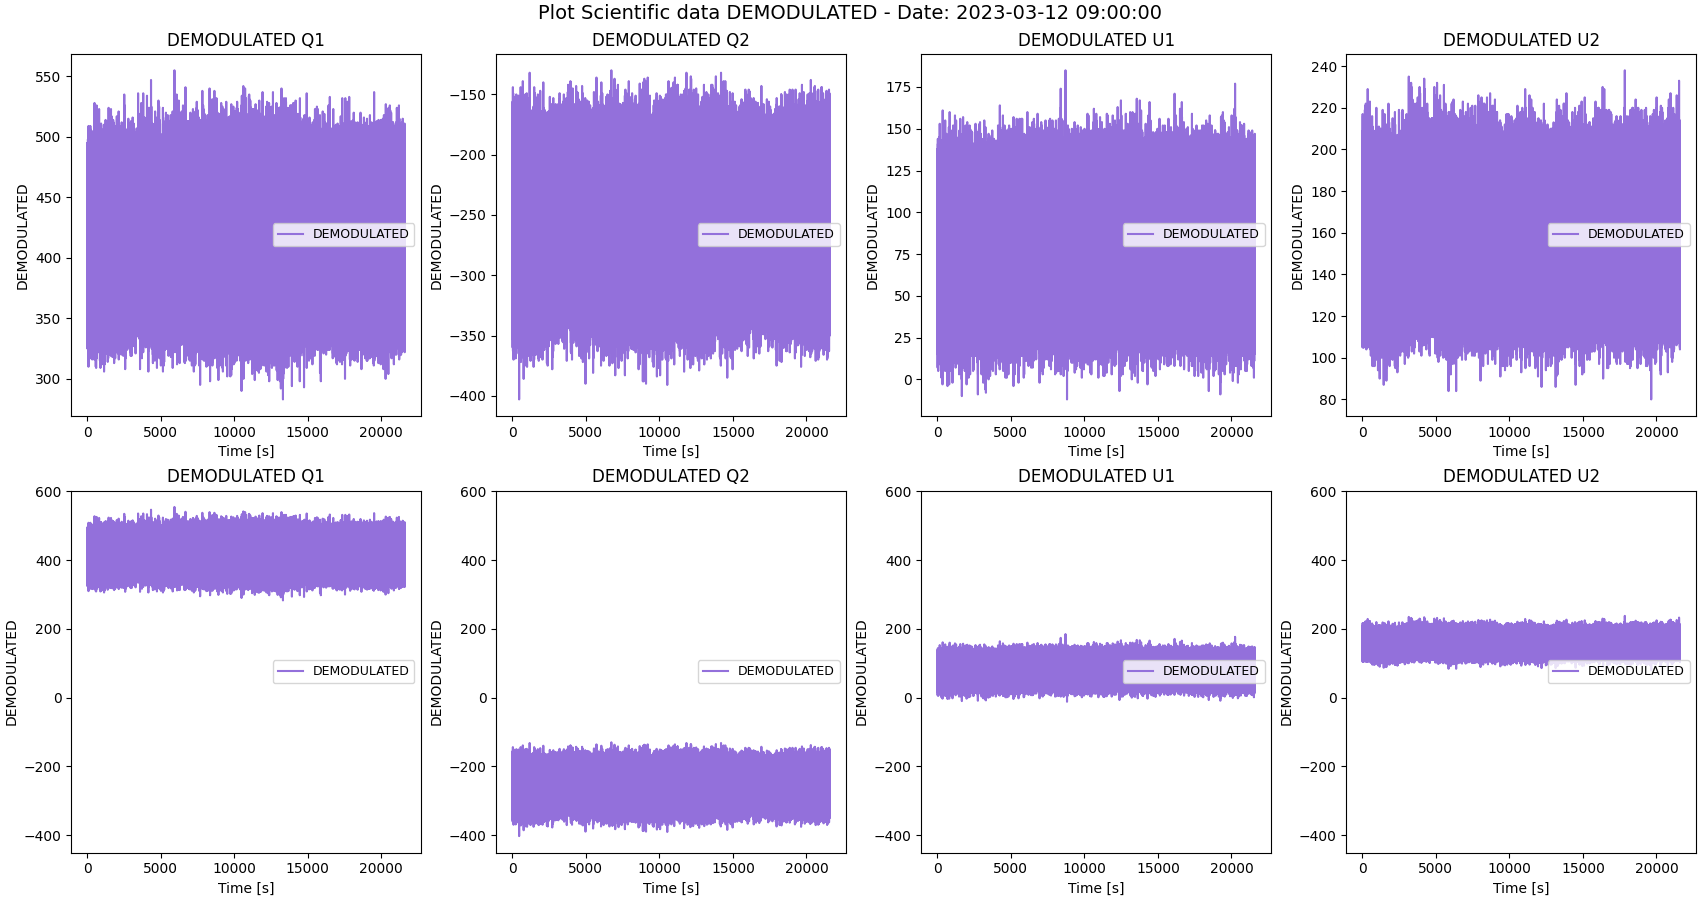 Plot Scientific data DEMODULATED - Date: 2023-03-12 09:00:00
DEMODULATED Q1
DEMODULATED
550
500
450
400
350
300
DEMODULATED
0 5000 10000 15000 20000
Time [s]
DEMODULATED Q2
DEMODULATED
−150
−200
−250
−300
−350
−400
DEMODULATED
0 5000 10000 15000 20000
Time [s]
DEMODULATED U1
DEMODULATED
175
150
125
100
75
50
25
0
DEMODULATED
0 5000 10000 15000 20000
Time [s]
DEMODULATED U2
DEMODULATED
240
220
200
180
160
140
120
100
80
DEMODULATED
0 5000 10000 15000 20000
Time [s]
DEMODULATED Q1
DEMODULATED
600
400
200
0
−200
−400
DEMODULATED
0 5000 10000 15000 20000
Time [s]
DEMODULATED Q2
DEMODULATED
600
400
200
0
−200
−400
DEMODULATED
0 5000 10000 15000 20000
Time [s]
DEMODULATED U1
DEMODULATED
600
400
200
0
−200
−400
DEMODULATED
0 5000 10000 15000 20000
Time [s]
DEMODULATED U2
DEMODULATED
600
400
200
0
−200
−400
DEMODULATED
0 5000 10000 15000 20000
Time [s]